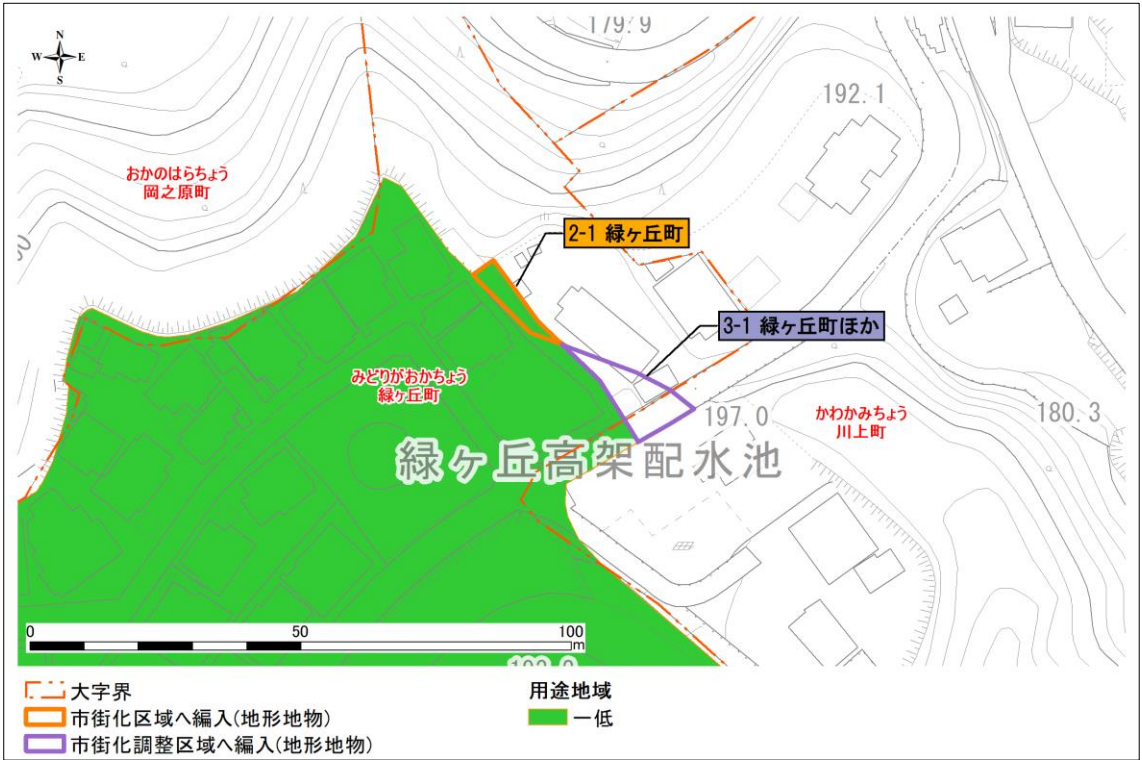 N
W E
S
179.9
192.1
おかのはらちょう
岡之原町
2-1 緑ヶ丘町
3-1 緑ヶ丘町ほか
みどりがおかちょう
緑ヶ丘町
197.0
かわかみちょう
川上町
180.3
緑ヶ丘高架配水池
0 50 100
m
大字界
市街化区域へ編入(地形地物)
市街化調整区域へ編入(地形地物)
用途地域
一低